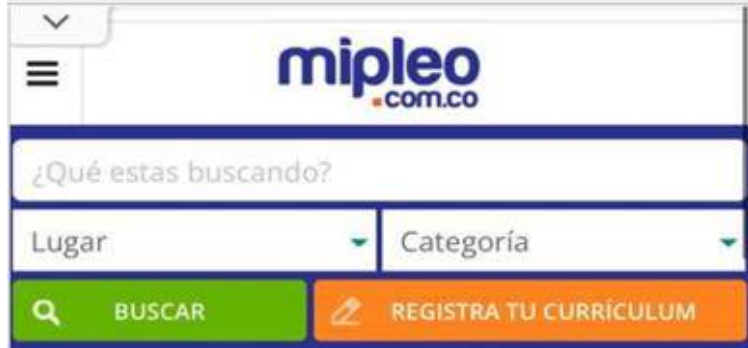 mipleo
.com.co
¿Qué estas buscando?
Lugar
Categoría
BUSCAR
REGISTRA TU CURRÍCULUM